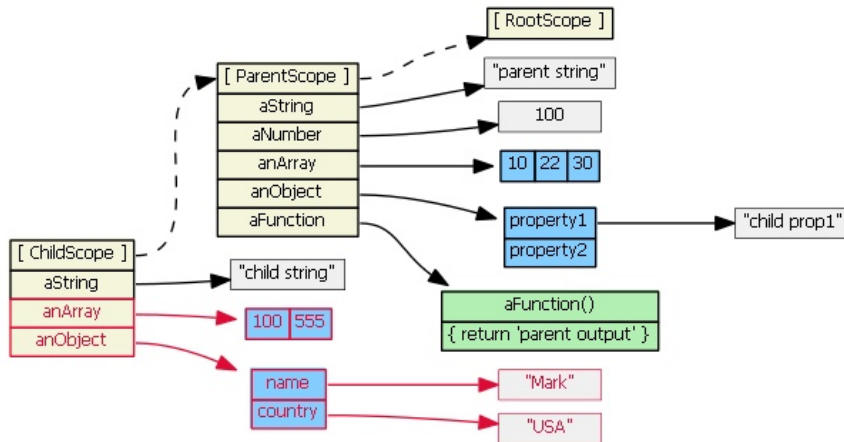 [ RootScope ]
[ ParentScope ]
"parent string"
aString
100
aNumber
anArray
10 22 30
anObject
aFunction
property1
"child prop1"
property2
[ ChildScope ]
"child string"
aString
anArray
100 555
aFunction()
anObject
{ return 'parent output' }
name
"Mark"
country
"USA"